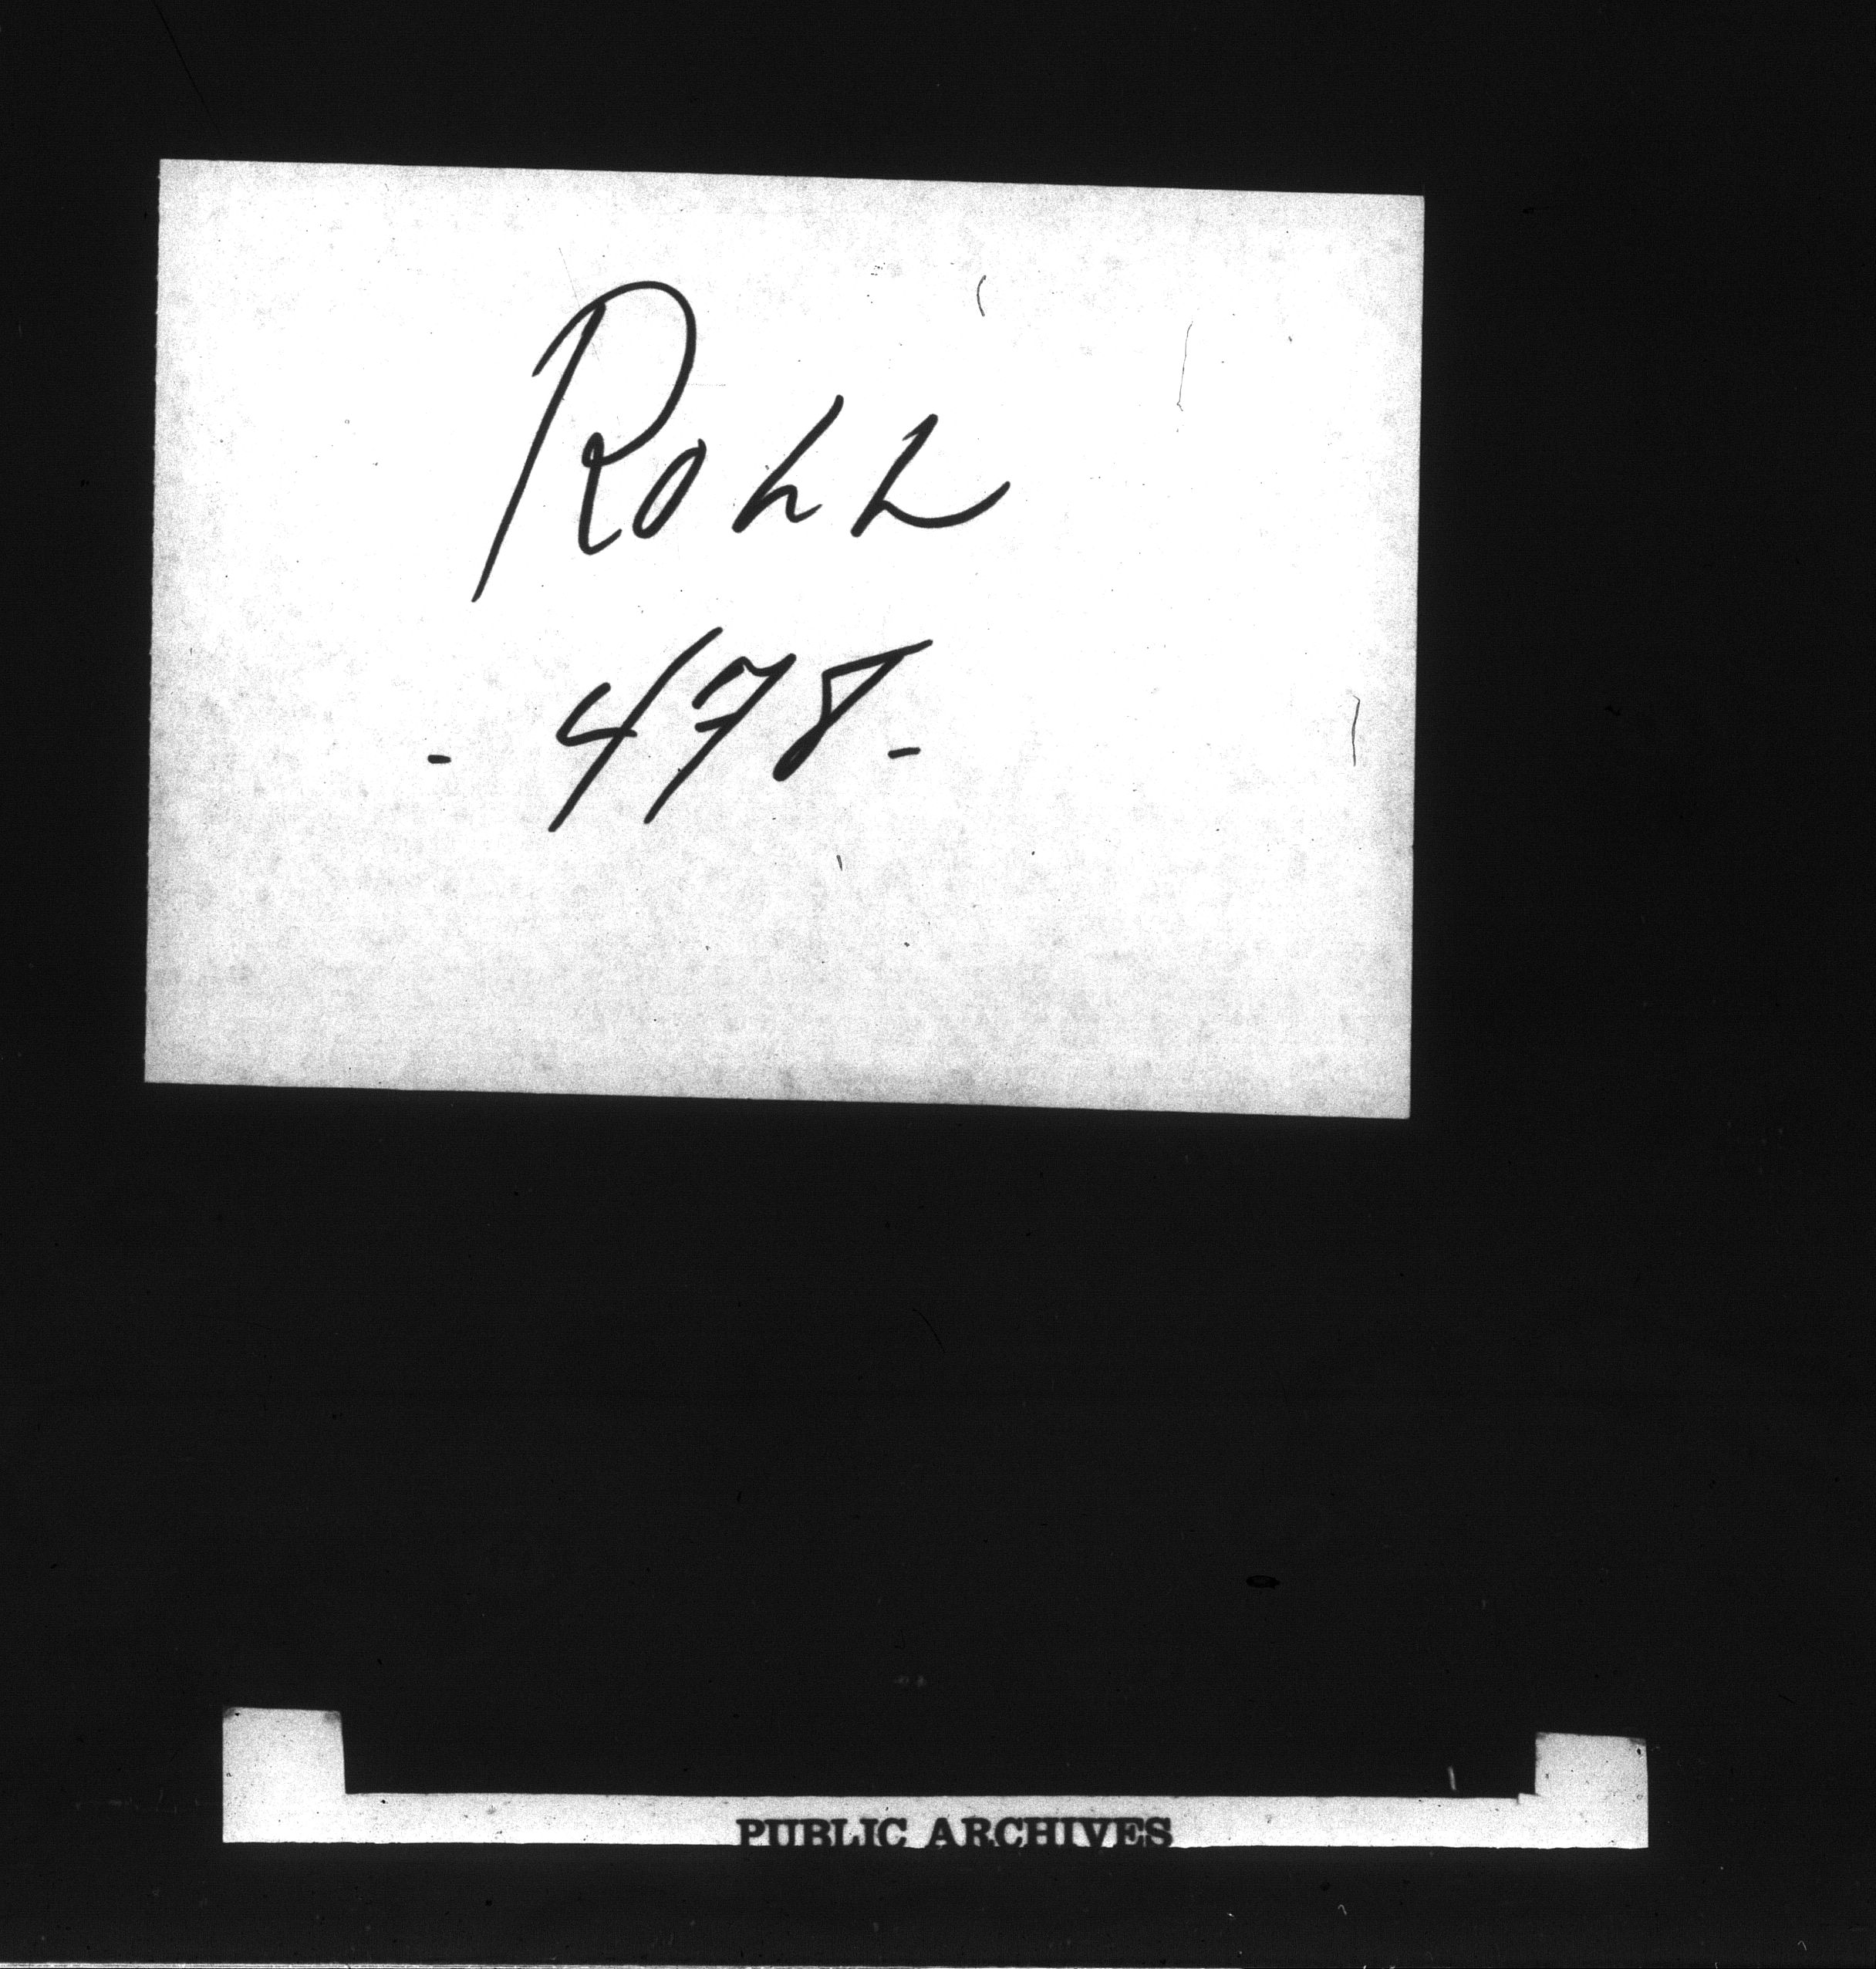 Roll
- 478 -
PUBLIC ARCHIVES